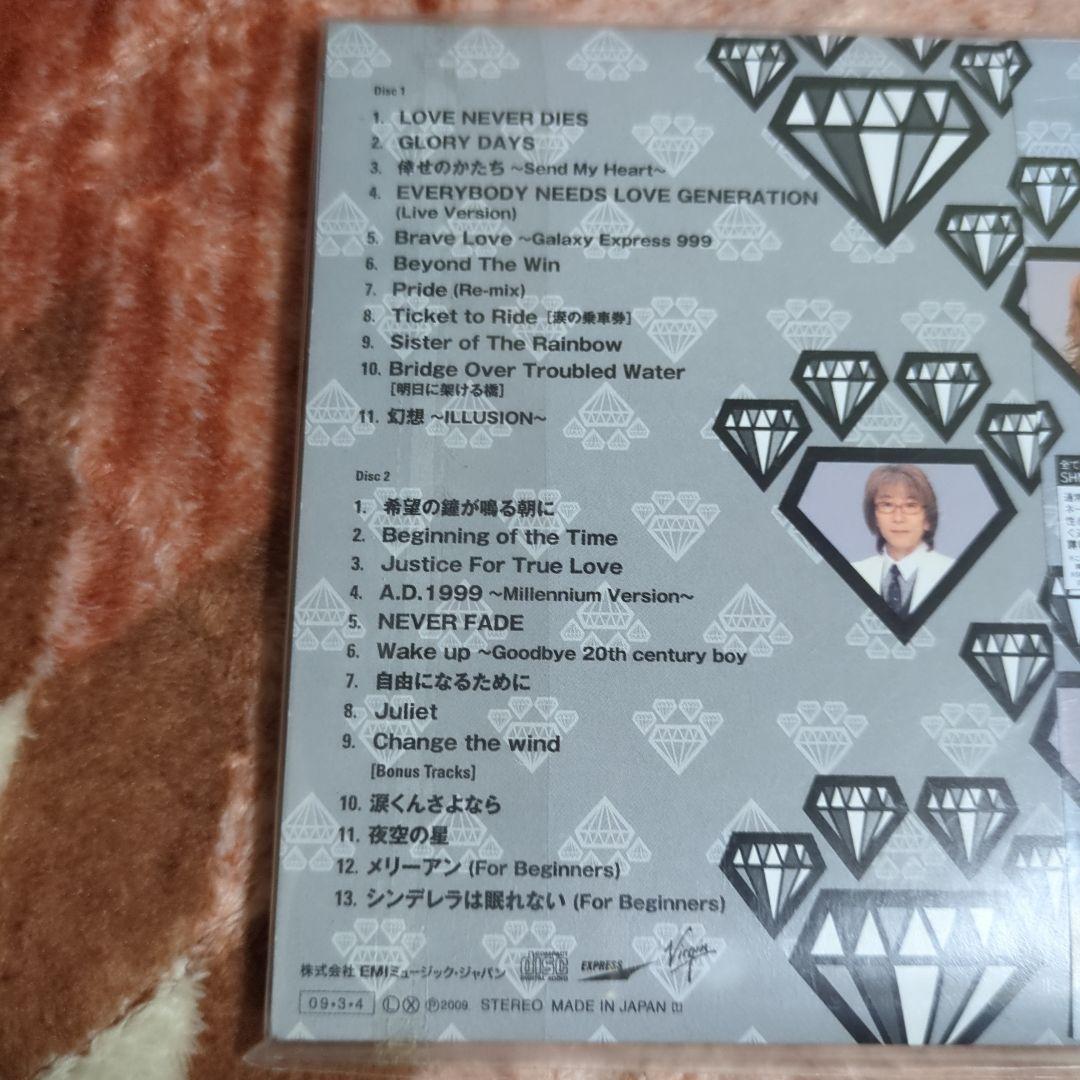 Disc 1
1. LOVE NEVER DIES
2. GLORY DAYS
3. 倖せのかたち ~Send My Heart~
4. EVERYBODY NEEDS LOVE GENERATION
(Live Version)
5. Brave Love ~Galaxy Express 999
6. Beyond The Win
7. Pride (Re-mix)
8. Ticket to Ride [涙の乗車券]
9. Sister of The Rainbow
10. Bridge Over Troubled Water
[明日に架ける橋]
11. 幻想 ~ILLUSION~
Disc 2
1. 希望の鐘が鳴る朝に
2. Beginning of the Time
3. Justice For True Love
4. A.D.1999 ~Millennium Version~
5. NEVER FADE
6. Wake up ~Goodbye 20th century boy
7. 自由になるために
8. Juliet
9. Change the wind
[Bonus Tracks]
10. 涙くんさよなら
11. 夜空の星
12. メリーアン (For Beginners)
13. シンデレラは眠れない (For Beginners)
株式会社 EMIミュージック・ジャパン COMPACT disc DIGITAL AUDIO EXPRESS Virgin
09・3・4 Ⓛ Ⓧ ℗2009. STEREO MADE IN JAPAN
全て